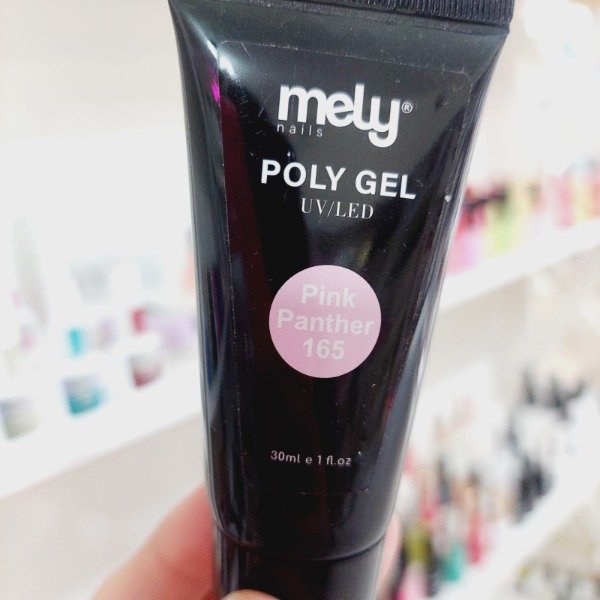 mely®
nails
POLY GEL
UV/LED
Pink
Panther
165
30ml e 1 fl.oz